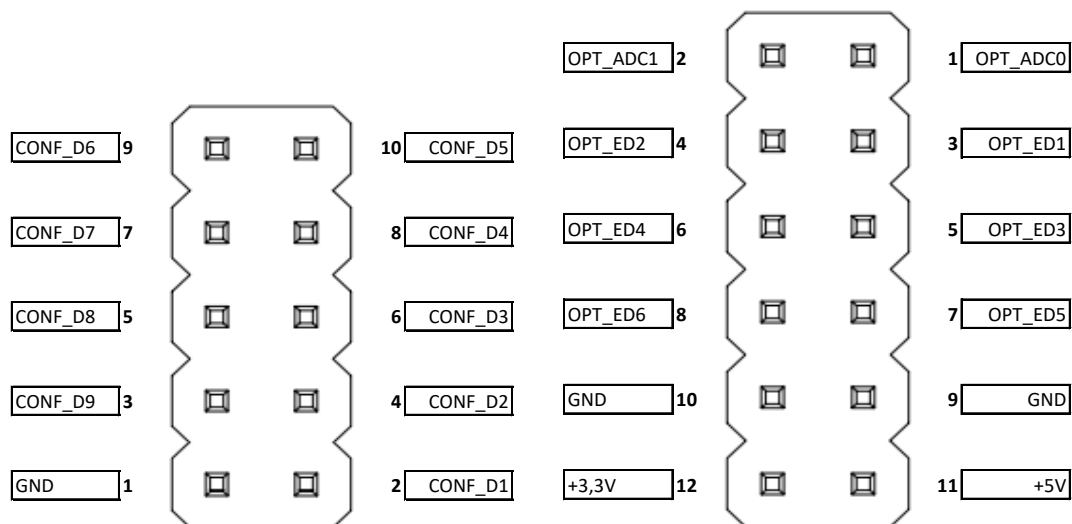 OPT_ADC1 2 1 OPT_ADC0
CONF_D6 9 10 CONF_D5 OPT_ED2 4 3 OPT_ED1
CONF_D7 7 8 CONF_D4 OPT_ED4 6 5 OPT_ED3
CONF_D8 5 6 CONF_D3 OPT_ED6 8 7 OPT_ED5
CONF_D9 3 4 CONF_D2 GND 10 9 GND
GND 1 2 CONF_D1 +3,3V 12 11 +5V